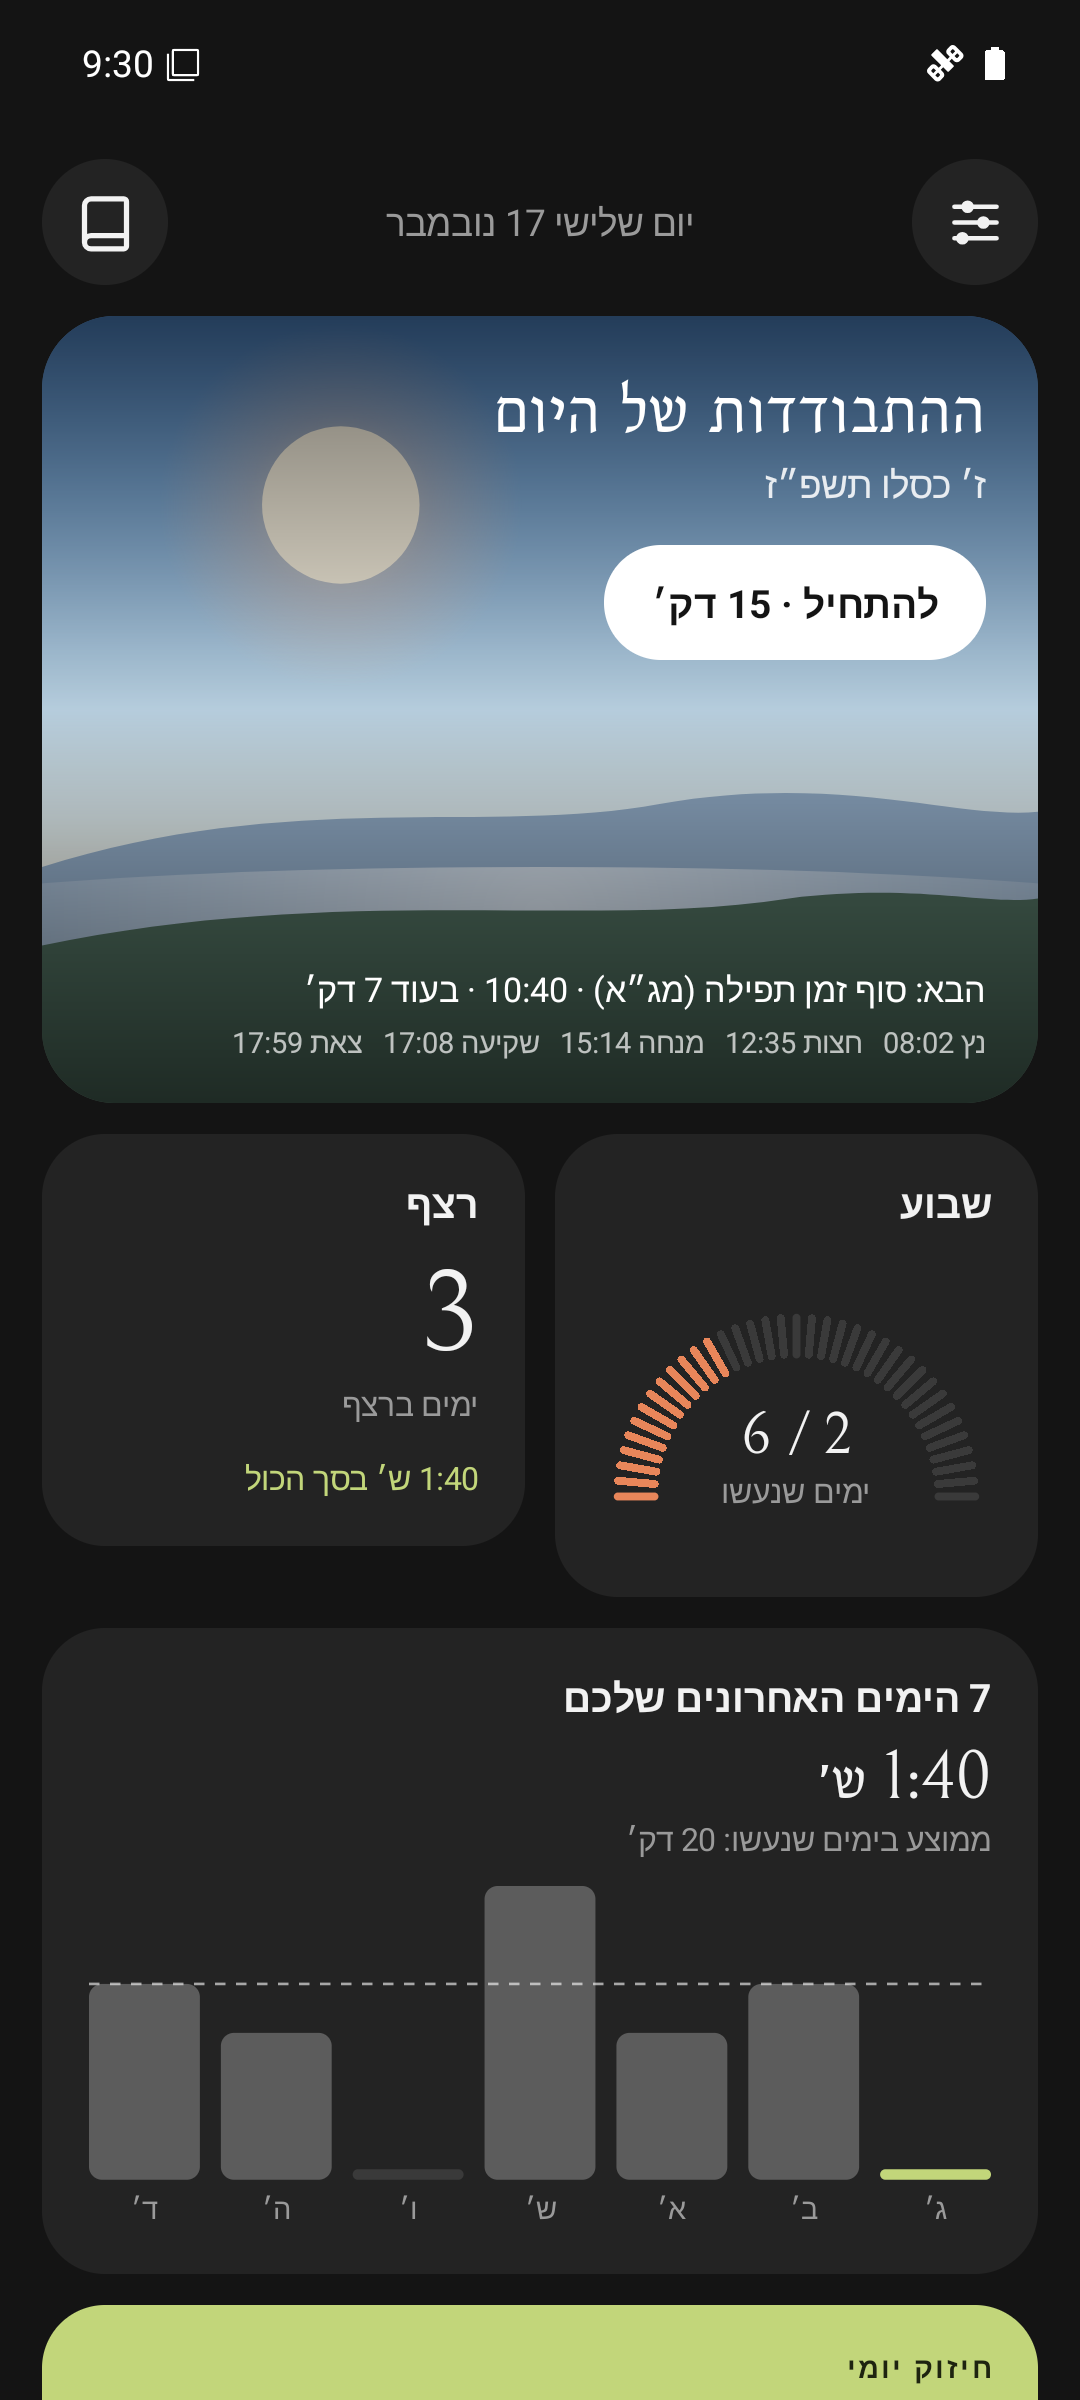 9:30
יום שלישי 17 נובמבר
ההתבודדות של היום
ז׳ כסלו תשפ״ז
להתחיל · 15 דק׳
הבא: סוף זמן תפילה (מג״א) · 10:40 · בעוד 7 דק׳
נץ 08:02 חצות 12:35 מנחה 15:14 שקיעה 17:08 צאת 17:59
שבוע
2 / 6
ימים שנעשו
רצף
3
ימים ברצף
1:40 ש׳ בסך הכול
7 הימים האחרונים שלכם
1:40 ש׳
ממוצע בימים שנעשו: 20 דק׳
ג׳ ב׳ א׳ ש׳ ו׳ ה׳ ד׳
חיזוק יומי